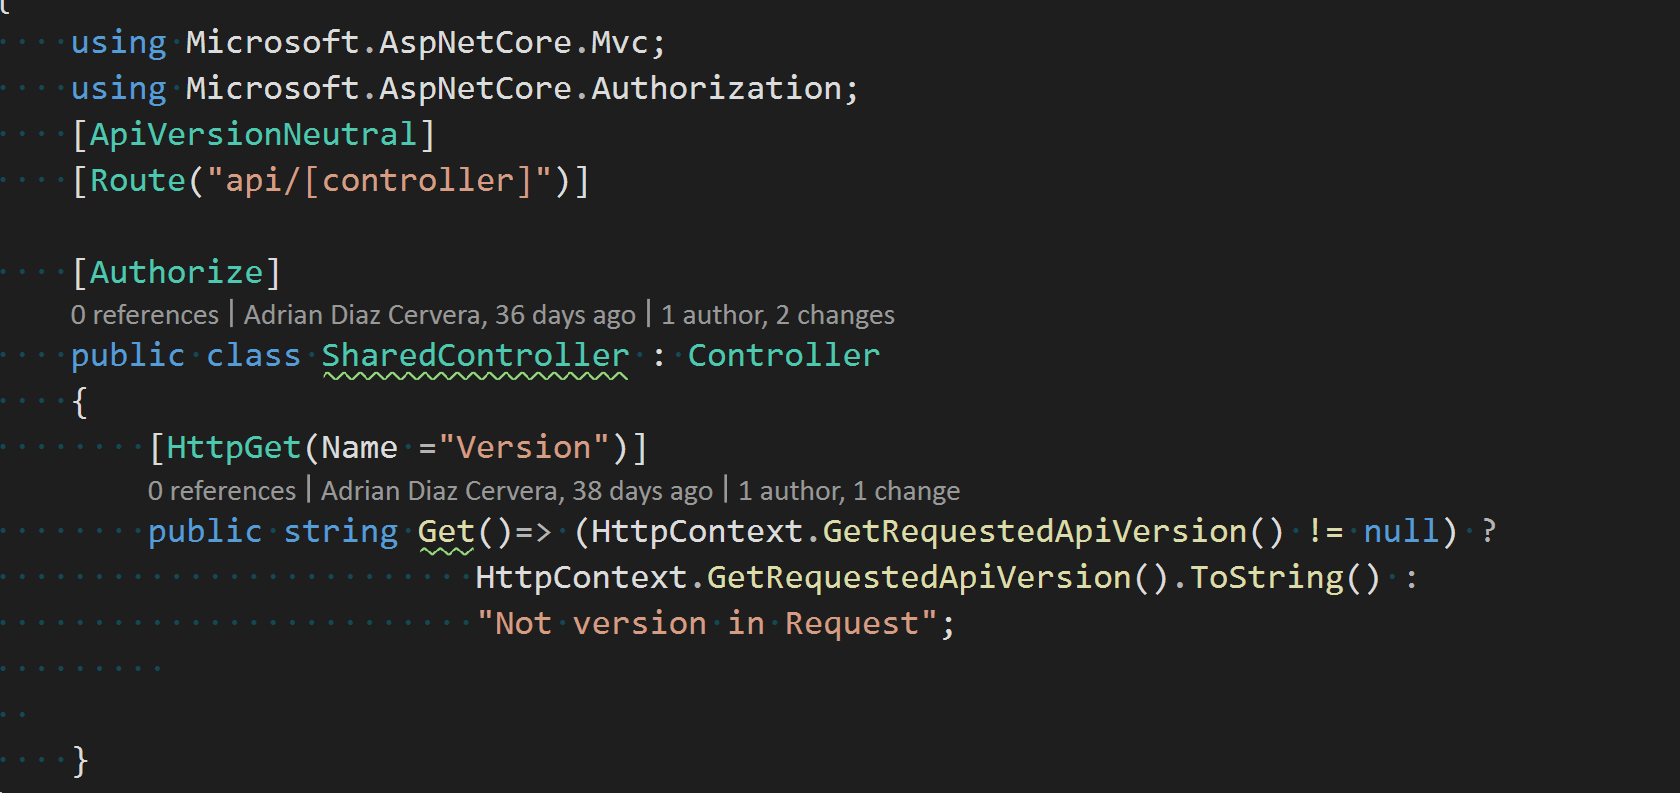 {
using Microsoft.AspNetCore.Mvc;
using Microsoft.AspNetCore.Authorization;
[ApiVersionNeutral]
[Route("api/[controller]")]
[Authorize]
0 references | Adrian Diaz Cervera, 36 days ago | 1 author, 2 changes
public class SharedController : Controller
{
[HttpGet(Name ="Version")]
0 references | Adrian Diaz Cervera, 38 days ago | 1 author, 1 change
public string Get()=> (HttpContext.GetRequestedApiVersion() != null) ?
HttpContext.GetRequestedApiVersion().ToString() :
"Not version in Request";
}